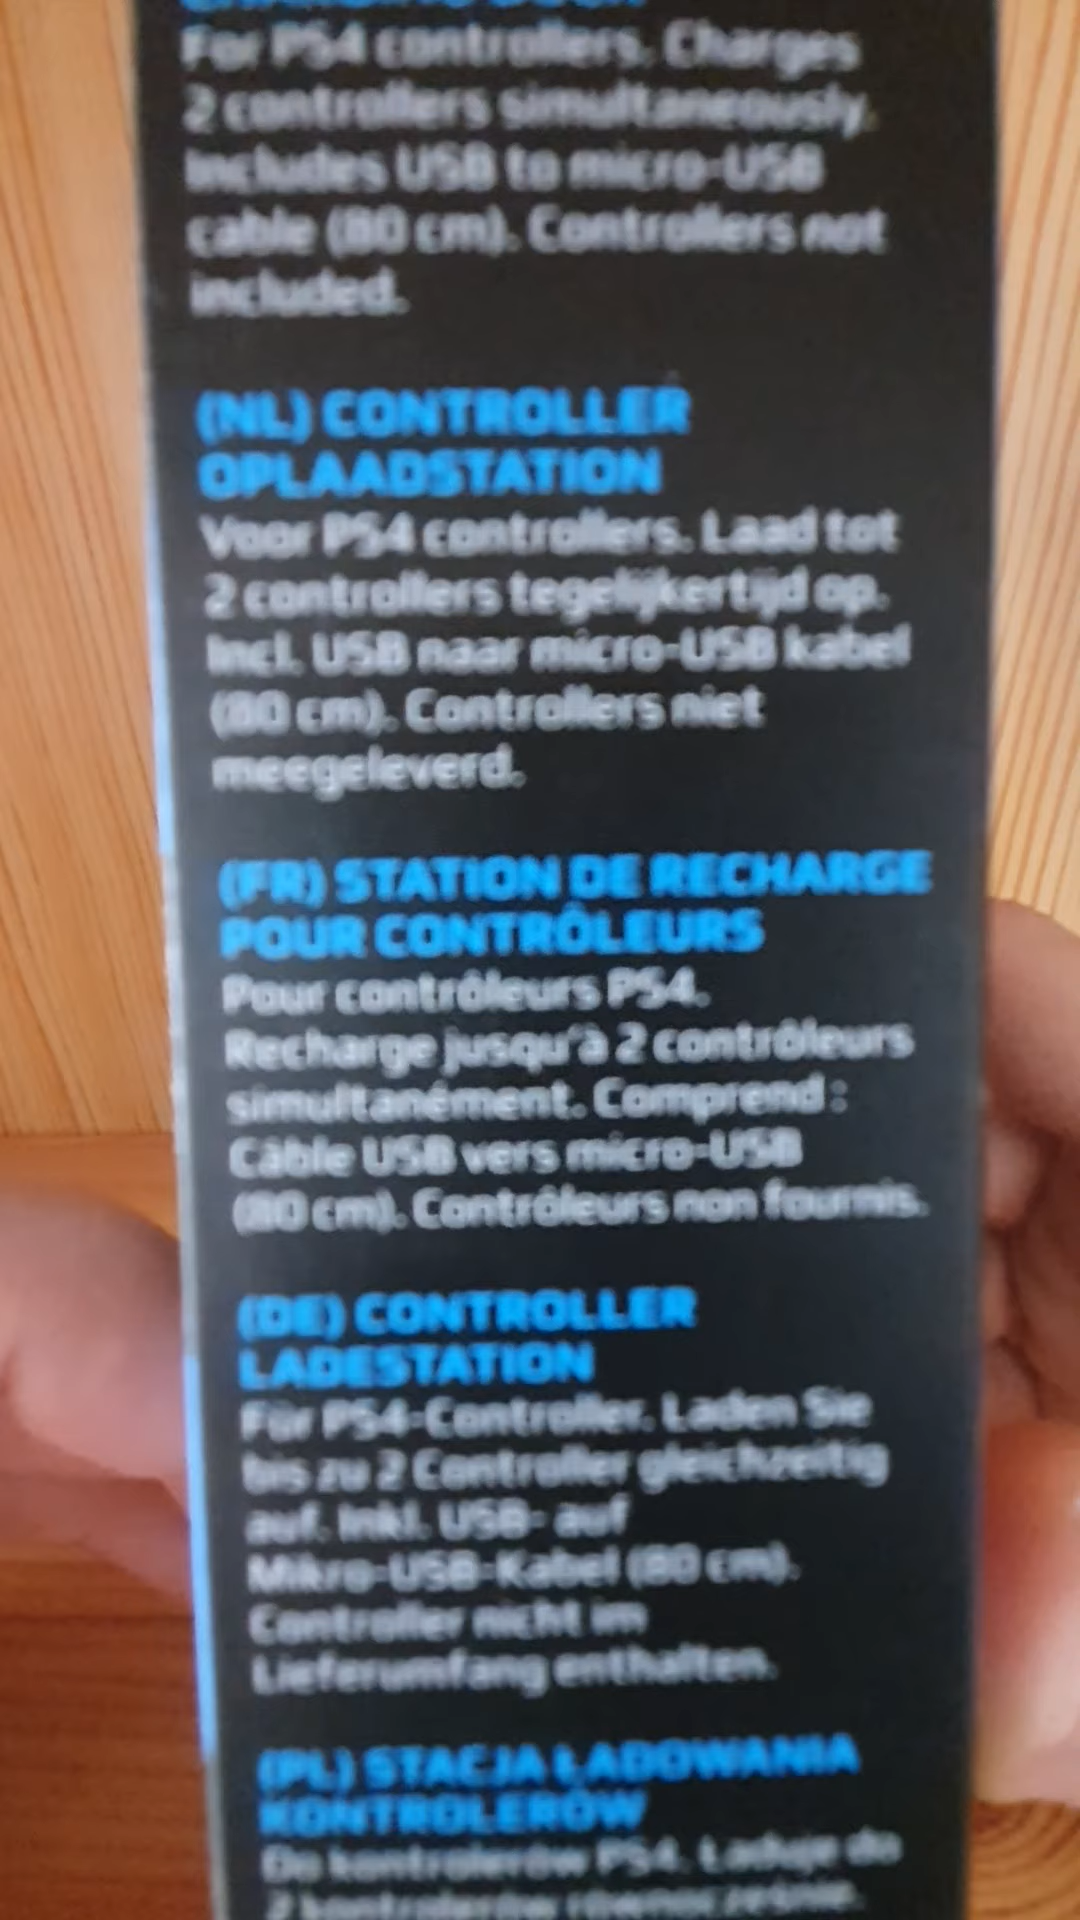 For PS4 controllers. Charges
2 controllers simultaneously.
Includes USB to micro-USB
cable (80 cm). Controllers not
included.
(NL) CONTROLLER
OPLAADSTATION
Voor PS4 controllers. Laad tot
2 controllers tegelijkertijd op.
Incl. USB naar micro-USB kabel
(80 cm). Controllers niet
meegeleverd.
(FR) STATION DE RECHARGE
POUR CONTRÔLEURS
Pour contrôleurs PS4.
Recharge jusqu'à 2 contrôleurs
simultanément. Comprend :
Câble USB vers micro-USB
(80 cm). Contrôleurs non fournis.
(DE) CONTROLLER
LADESTATION
Für PS4-Controller. Laden Sie
bis zu 2 Controller gleichzeitig
auf. Inkl. USB- auf
Mikro-USB-Kabel (80 cm).
Controller nicht im
Lieferumfang enthalten.
(PL) STACJA ŁADOWANIA
KONTROLERÓW
Do kontrolerów PS4. Ładuje do
2 kontrolerów równocześnie.